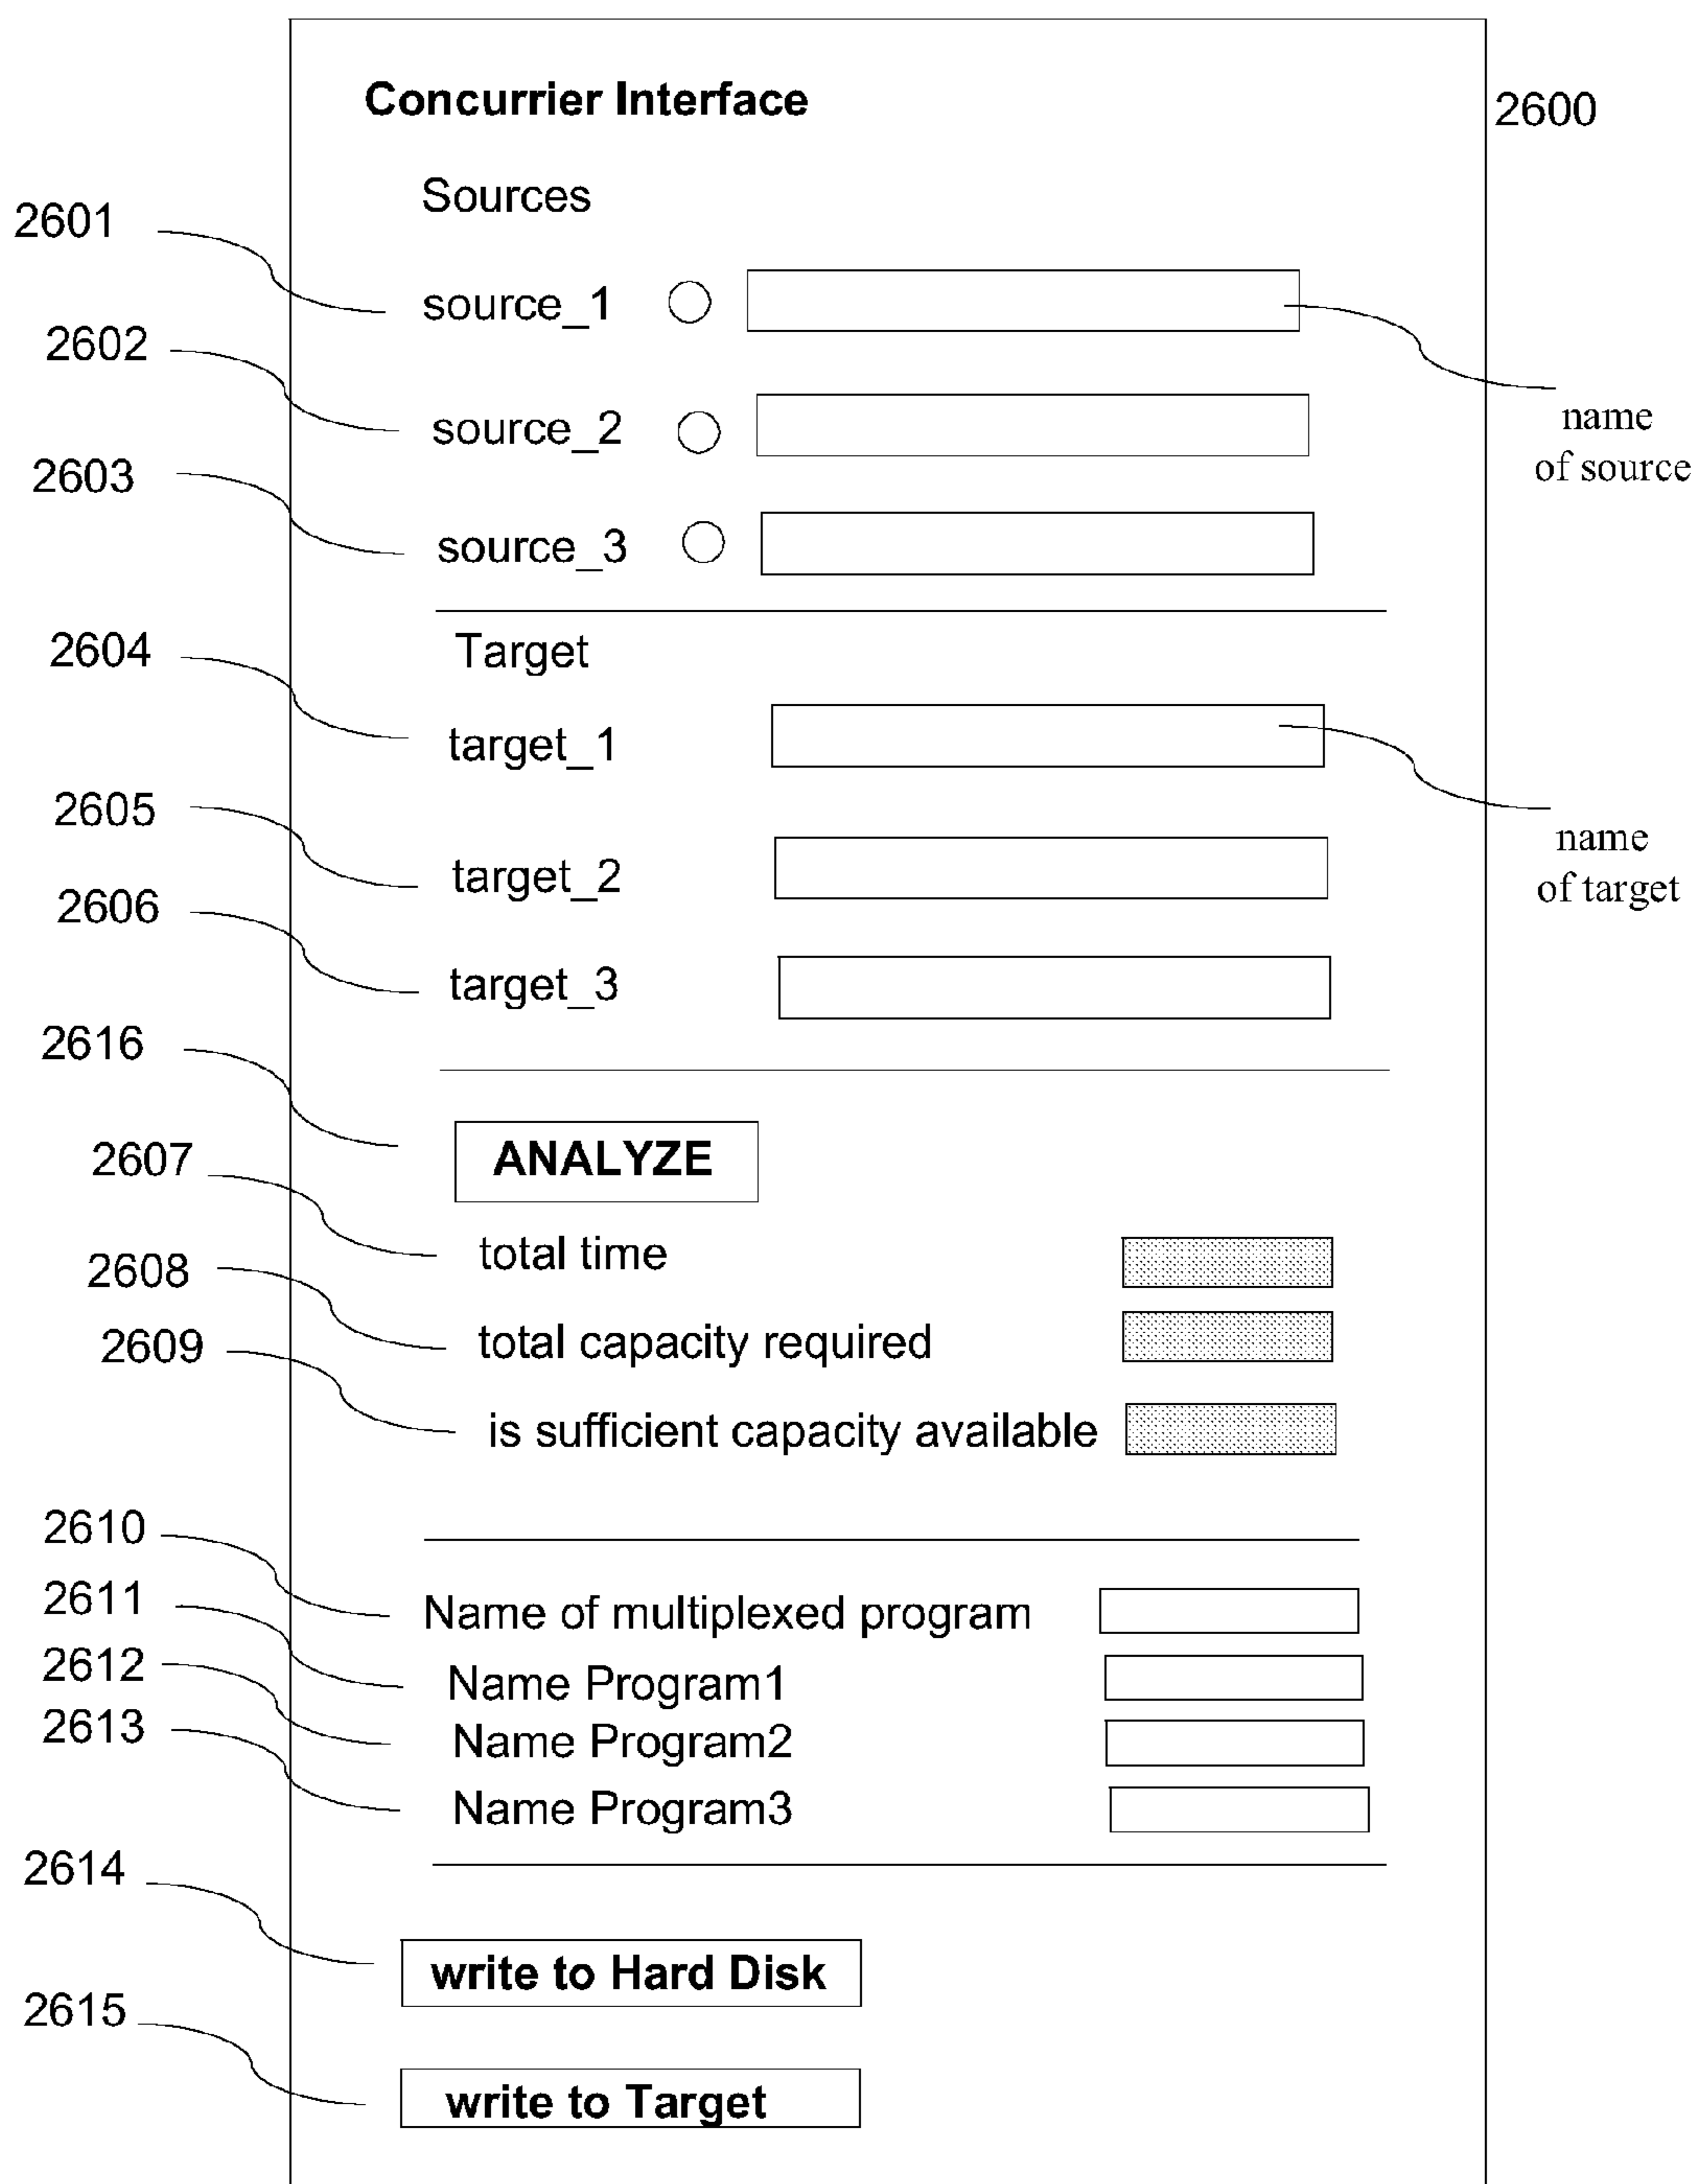 Concurrier Interface
2600
Sources
2601
source_1
name
of source
2602
source_2
2603
source_3
2604
Target
target_1
name
of target
2605
target_2
2606
target_3
2616
ANALYZE
2607
total time
2608
total capacity required
2609
is sufficient capacity available
2610
Name of multiplexed program
2611
Name Program1
2612
Name Program2
2613
Name Program3
2614
write to Hard Disk
2615
write to Target